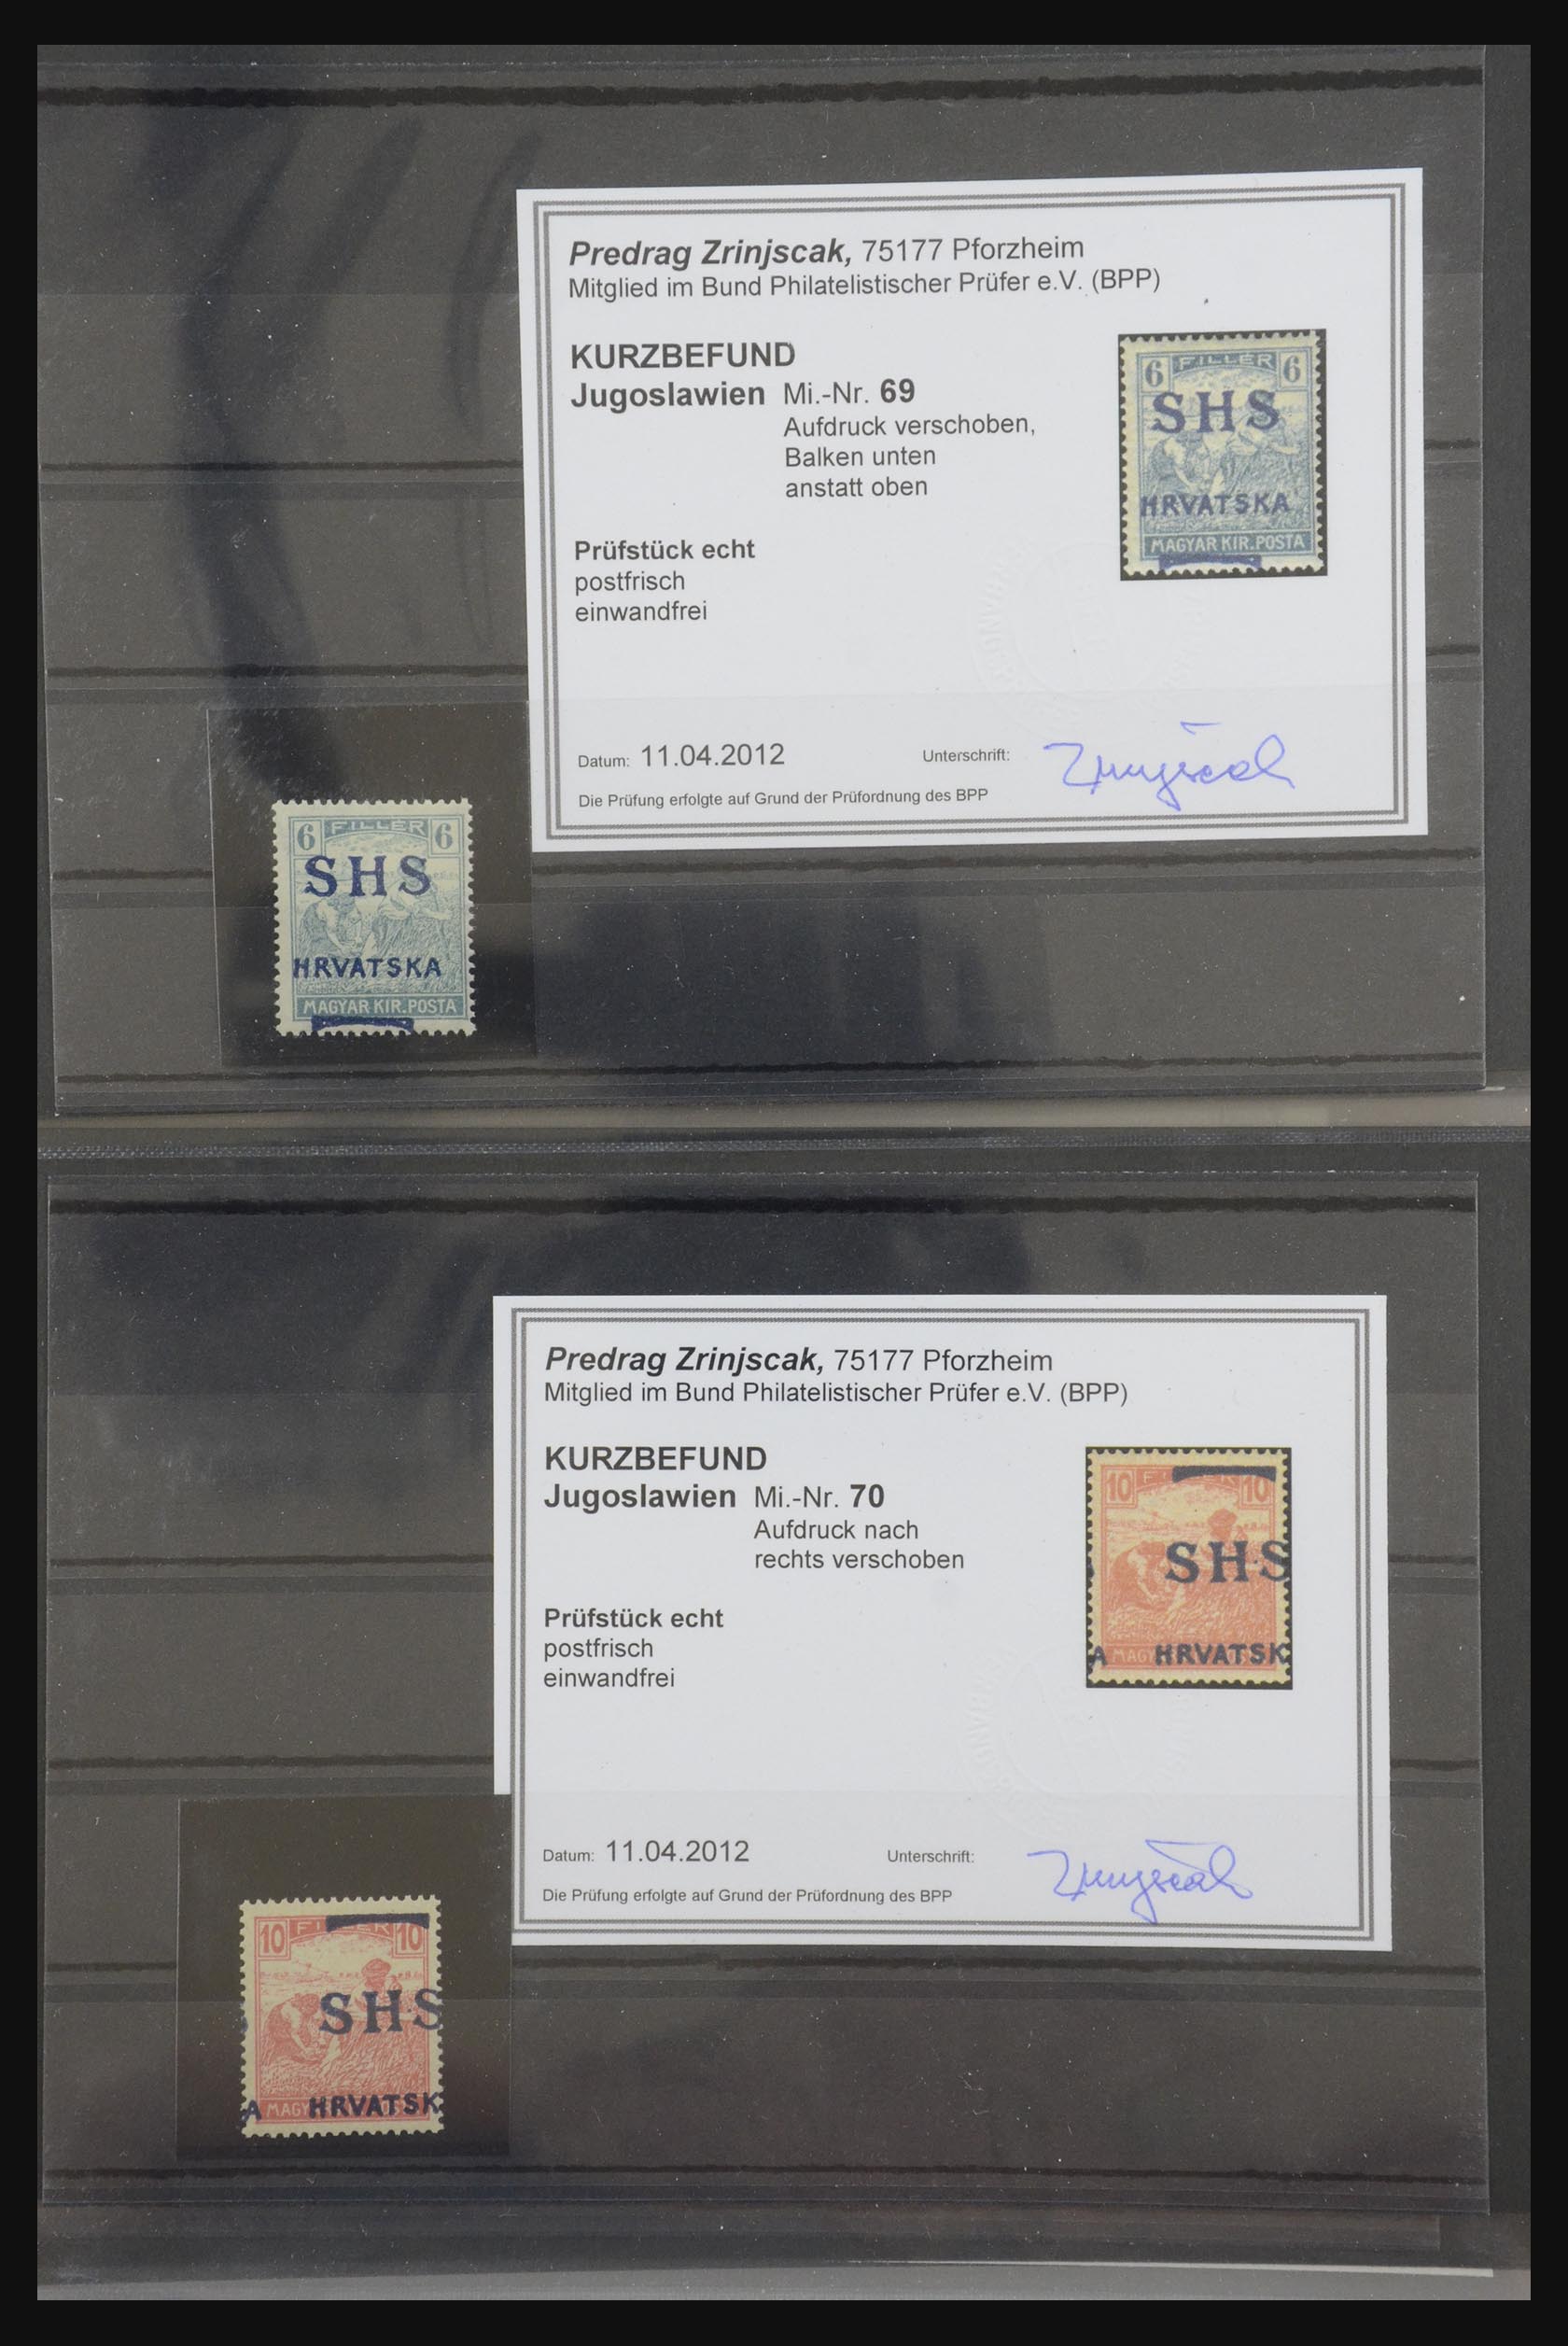 Predrag Zrinjscak, 75177 Pforzheim
Mitglied im Bund Philatelistischer Prüfer e.V. (BPP)
KURZBEFUND
Jugoslawien Mi.-Nr. 69
Aufdruck verschoben,
Balken unten
anstatt oben
Prüfstück echt
postfrisch
einwandfrei
6 FILLÉR 6
SHS
HRVATSKA
MAGYAR KIR. POSTA
Datum: 11.04.2012 Unterschrift:
Die Prüfung erfolgte auf Grund der Prüfordnung des BPP
6 FILLÉR 6
SHS
HRVATSKA
MAGYAR KIR. POSTA
Predrag Zrinjscak, 75177 Pforzheim
Mitglied im Bund Philatelistischer Prüfer e.V. (BPP)
KURZBEFUND
Jugoslawien Mi.-Nr. 70
Aufdruck nach
rechts verschoben
Prüfstück echt
postfrisch
einwandfrei
10 10
SHS
A MAG HRVATSK
Datum: 11.04.2012 Unterschrift:
Die Prüfung erfolgte auf Grund der Prüfordnung des BPP
10 10
SHS
A MAGY HRVATSK